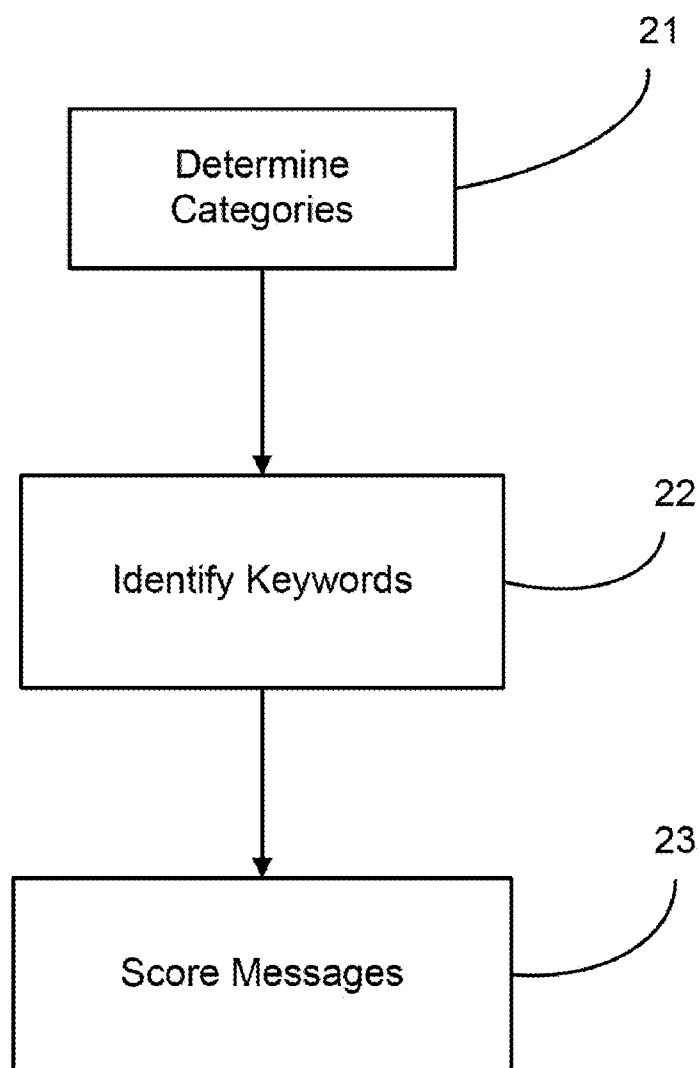 21
Determine
Categories
22
Identify Keywords
23
Score Messages